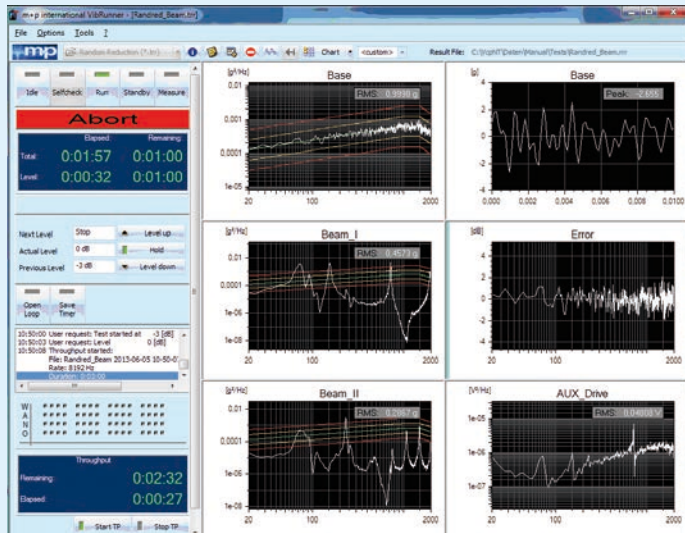 m+p international VibRunner - [Randred_Beam.trr]
File Options Tools ?
mp Random Reduction (*.trr) Chart <custom> Result File: C:\VcpNT\Daten\Manual\Tests\Randred_Beam.rrr
Idle Selfcheck Run Standby Measure
Abort
Elapsed: Remaining:
Total: 0:01:57 0:01:00
Level: 0:00:32 0:01:00
Next Level Stop Level up
Actual Level 0 dB Hold
Previous Level -3 dB Level down
Open Loop
Save Timer
10:50:00 User request: Test started at -3 [dB]
10:50:03 User request: Level 0 [dB]
10:50:08 Throughput started:
File: Randred_Beam 2013-06-05 10-50-0
Rate: 8192 Hz
Duration: 0:03:00
W
A
N
O
Throughput
Remaining: 0:02:32
Elapsed: 0:00:27
Start TP Stop TP
[g²/Hz] Base
RMS: 0.9998 g
0,01
0,001
0,0001
1e-05
20 100 2000
[g] Base
Peak: -2.655
4
2
0
-2
-4
0,000 0,002 0,004 0,006 0,008 0,010
[g²/Hz] Beam_I
RMS: 0.4573 g
0,01
0,0001
1e-06
1e-08
20 100 2000
[dB] Error
4
2
0
-2
-4
20 100 2000
[g²/Hz] Beam_II
0,01
0,0001
1e-06
1e-08
20 100 2000
[V²/Hz] AUX_Drive
RMS: 0.04808 V
1e-05
1e-06
1e-07
20 100 2000